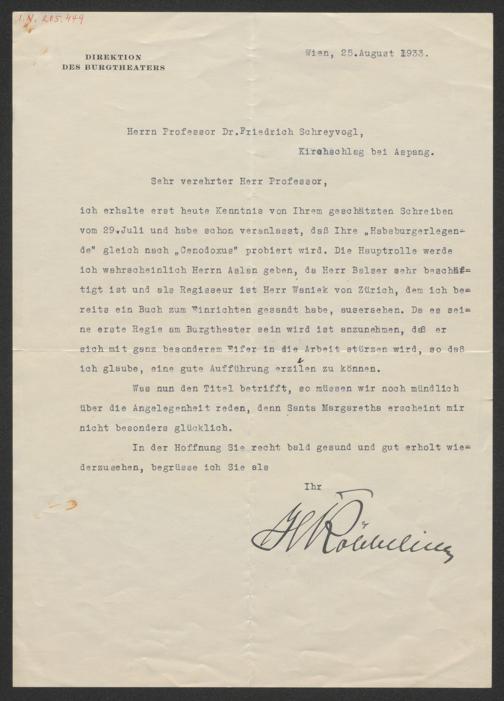 I.N. 205.499
DIREKTION
DES BURGTHEATERS
Wien, 25.August 1933.
Herrn Professor Dr.Friedrich Schreyvogl,
Kirchschlag bei Aspang.
Sehr verehrter Herr Professor,
ich erhalte erst heute Kenntnis von Ihrem geschätzten Schreiben
vom 29.Juli und habe schon veranlasst, daß Ihre „Habsburgerlegen-
de" gleich nach „Cenodoxus" probiert wird. Die Hauptrolle werde
ich wahrscheinlich Herrn Aslan geben, da Herr Balser sehr beschäf-
tigt ist und als Regisseur ist Herr Waniek von Zürich, dem ich be=
reits ein Buch zum Einrichten gesandt habe, ausersehen. Da es sei=
ne erste Regie am Burgtheater sein wird ist anzunehmen, daß er
sich mit ganz besonderem Eifer in die Arbeit stürzen wird, so daß
ich glaube, eine gute Aufführung erzielen zu können.
Was nun den Titel betrifft, so müssen wir noch mündlich
über die Angelegenheit reden, denn Santa Margaretha erscheint mir
nicht besonders glücklich.
In der Hoffnung Sie recht bald gesund und gut erholt wie=
derzusehen, begrüsse ich Sie als
Ihr
H Röbbeling